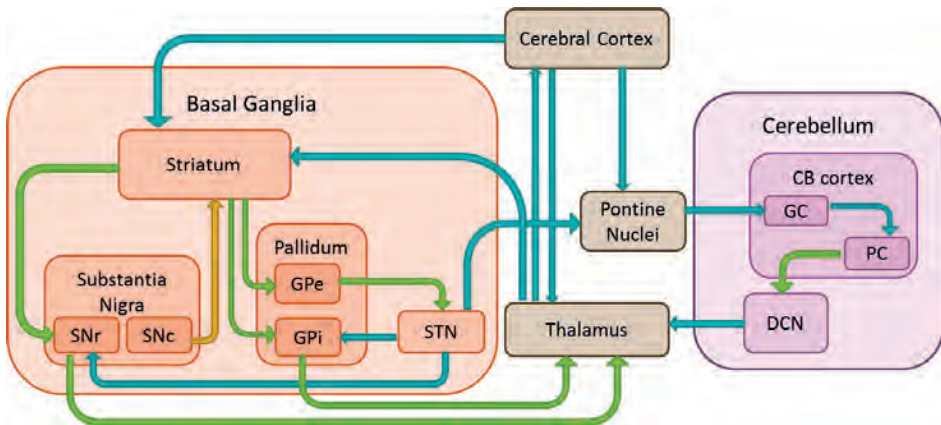 Cerebral Cortex
Basal Ganglia
Striatum
Cerebellum
CB cortex
GC
PC
Pontine
Nuclei
Pallidum
GPe
GPi
Substantia
Nigra
SNr
SNc
STN
Thalamus
DCN